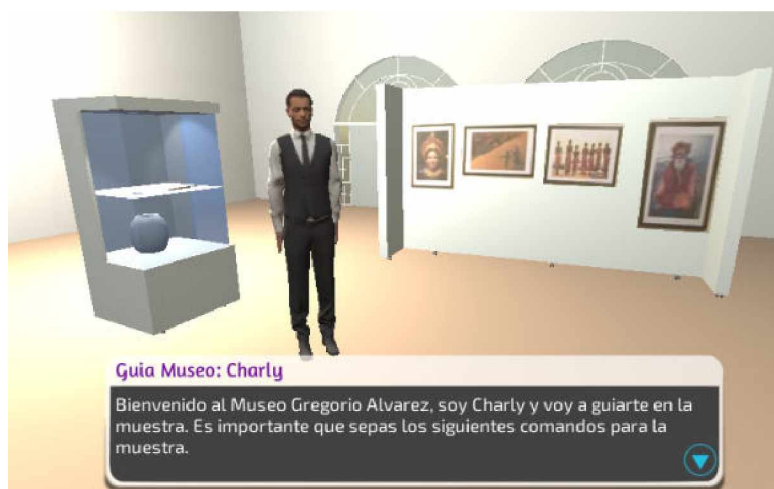 Guia Museo: Charly
Bienvenido al Museo Gregorio Alvarez, soy Charly y voy a guiarte en la
muestra. Es importante que sepas los siguientes comandos para la
muestra.